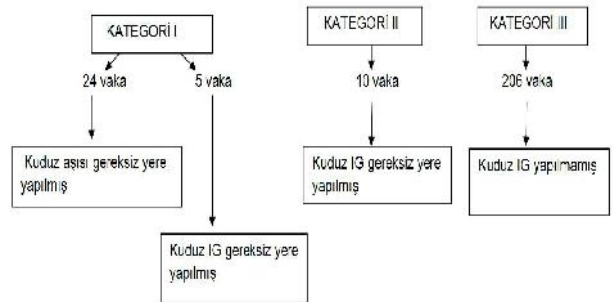 KATEGORİ I
KATEGORİ II
KATEGORİ III
24 vaka
5 vaka
10 vaka
206 vaka
Kuduz aşısı gereksiz yere
yapılmış
Kuduz IG gereksiz yere
yapılmış
Kuduz IG yapılmamış
Kuduz IG gereksiz yere
yapılmış